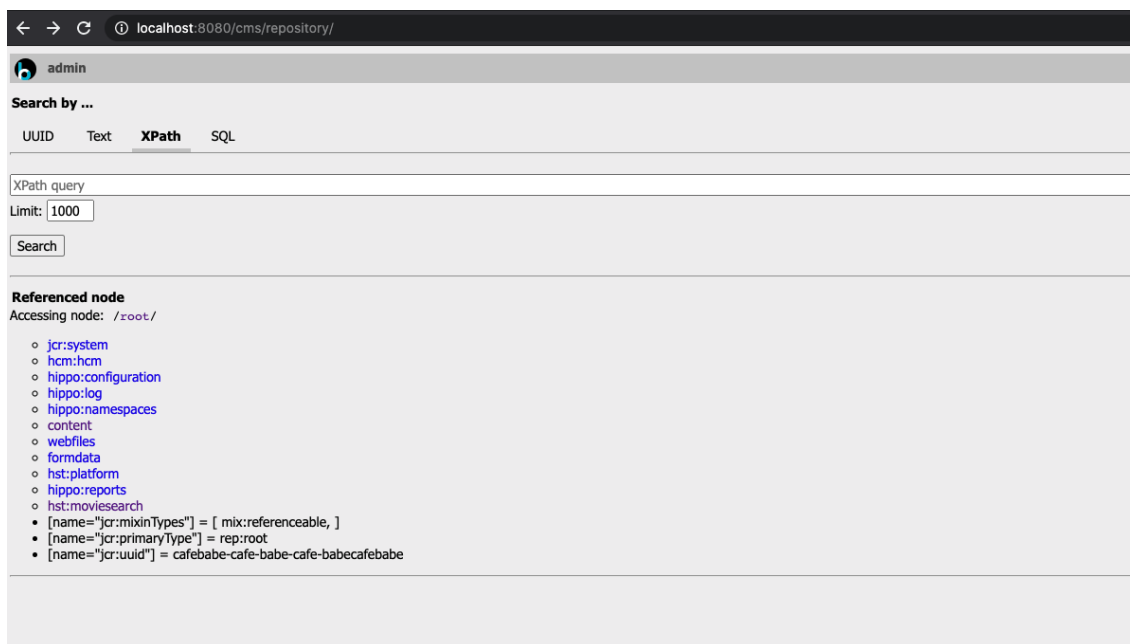 localhost:8080/cms/repository/
admin
Search by ...
UUID Text XPath SQL
XPath query
Limit: 1000
Search
Referenced node
Accessing node: /root/
jcr:system
hcm:hcm
hippo:configuration
hippo:log
hippo:namespaces
content
webfiles
formdata
hst:platform
hippo:reports
hst:moviesearch
[name="jcr:mixinTypes"] = [ mix:referenceable, ]
[name="jcr:primaryType"] = rep:root
[name="jcr:uuid"] = cafebabe-cafe-babe-cafe-babecafebabe